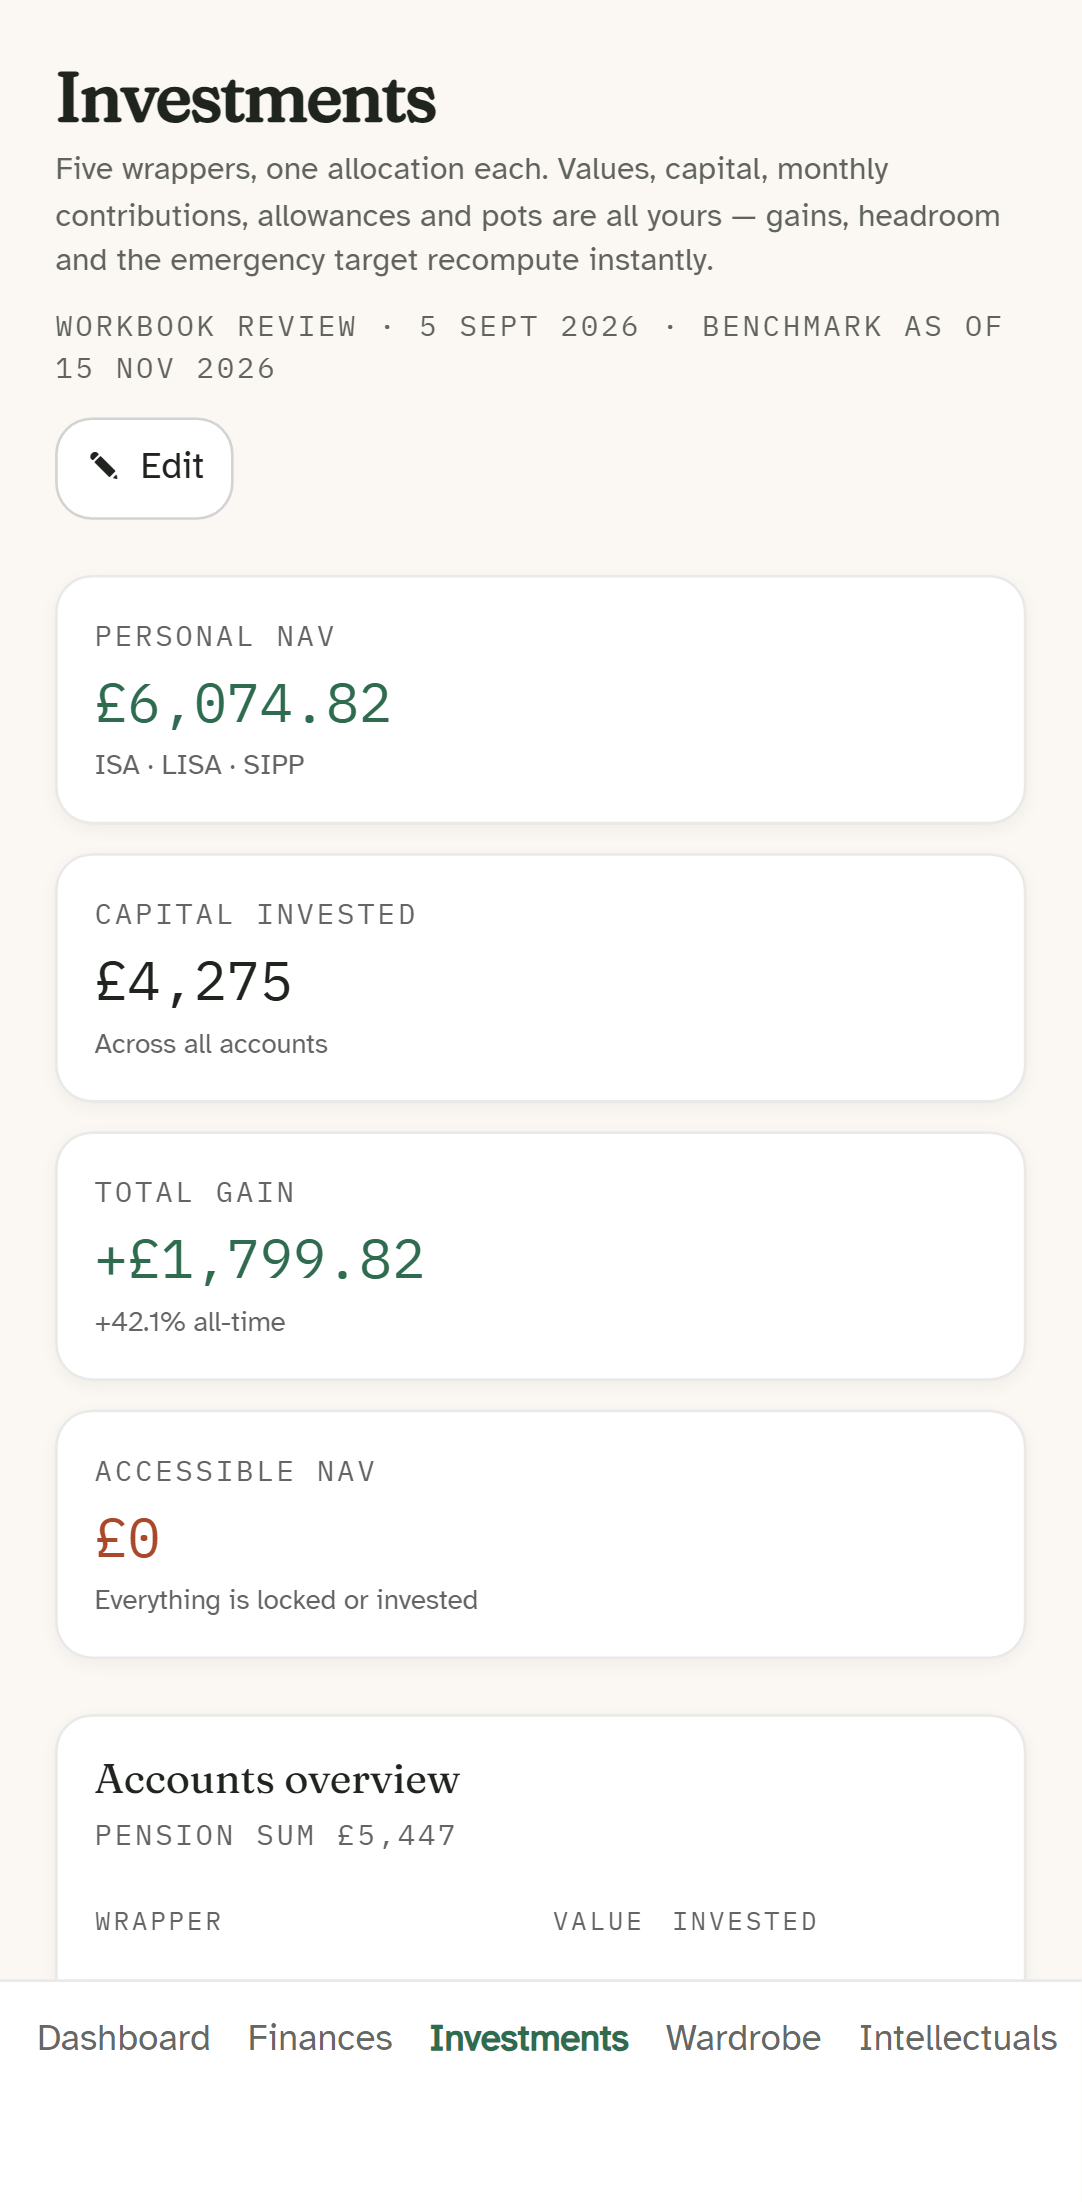 Investments
Five wrappers, one allocation each. Values, capital, monthly
contributions, allowances and pots are all yours — gains, headroom
and the emergency target recompute instantly.
WORKBOOK REVIEW · 5 SEPT 2026 · BENCHMARK AS OF
15 NOV 2026
Edit
PERSONAL NAV
£6,074.82
ISA · LISA · SIPP
CAPITAL INVESTED
£4,275
Across all accounts
TOTAL GAIN
+£1,799.82
+42.1% all-time
ACCESSIBLE NAV
£0
Everything is locked or invested
Accounts overview
PENSION SUM £5,447
WRAPPER VALUE INVESTED
Dashboard Finances Investments Wardrobe Intellectuals